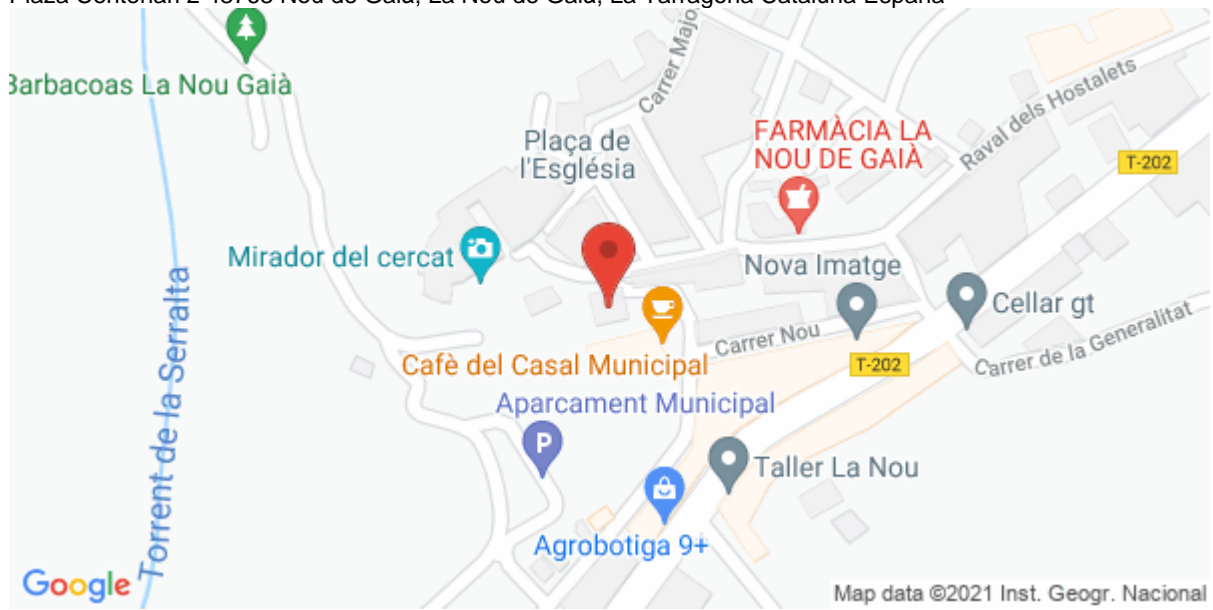 Barbacoas La Nou Gaià
Carrer Majo
Plaça de
l'Església
FARMÀCIA LA
NOU DE GAIÀ
Raval dels Hostalets
T-202
Mirador del cercat
Nova Imatge
Cellar gt
Carrer Nou
Carrer de la Generalitat
Cafè del Casal Municipal
T-202
Aparcament Municipal
P
Torrent de la Serralta
Taller La Nou
Agrobotiga 9+
Google
Map data ©2021 Inst. Geogr. Nacional